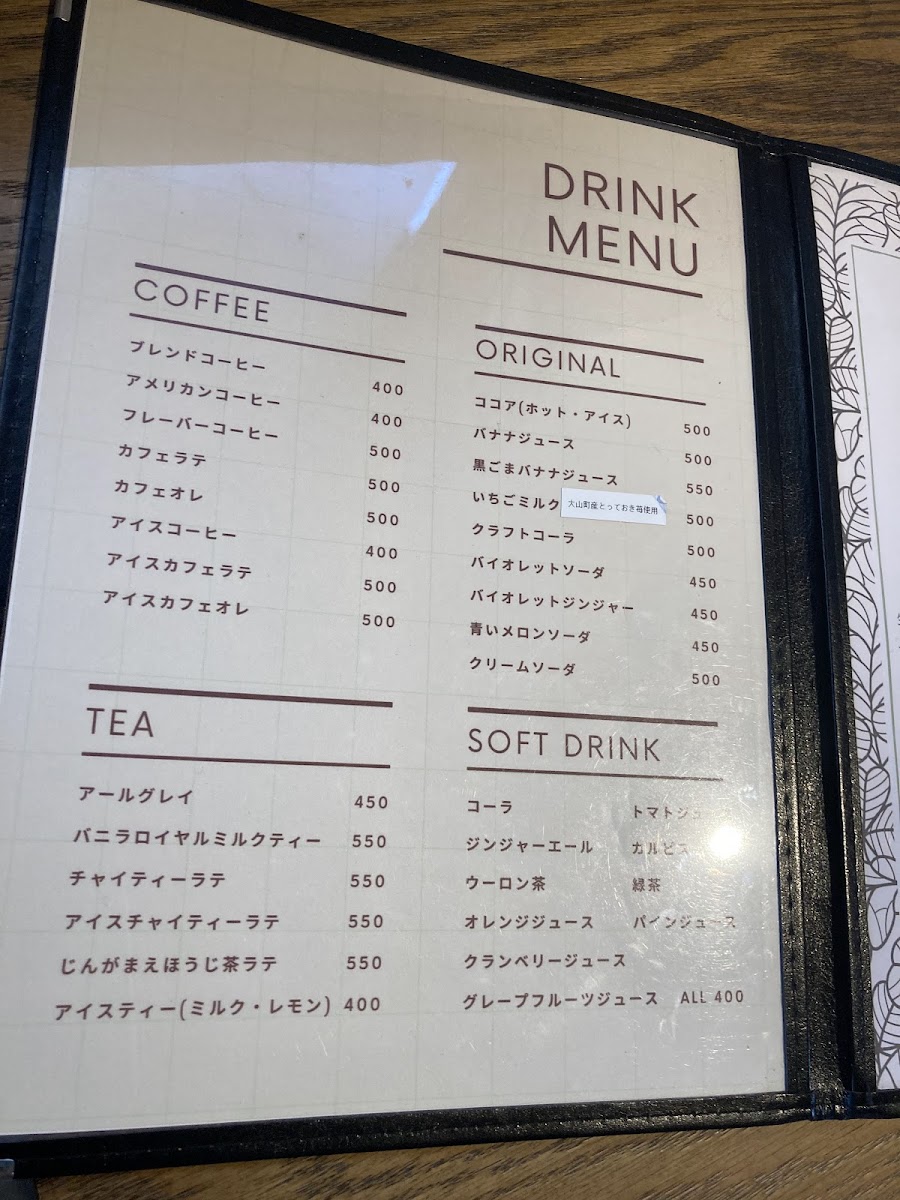 DRINK
MENU
COFFEE
ブレンドコーヒー 400
アメリカンコーヒー 400
フレーバーコーヒー 500
カフェラテ 500
カフェオレ 500
アイスコーヒー 400
アイスカフェラテ 500
アイスカフェオレ 500
ORIGINAL
ココア(ホット・アイス) 500
バナナジュース 500
黒ごまバナナジュース 550
いちごミルク 大山町産とっておき苺使用 500
クラフトコーラ 500
バイオレットソーダ 450
バイオレットジンジャー 450
青いメロンソーダ 450
クリームソーダ 500
TEA
アールグレイ 450
バニラロイヤルミルクティー 550
チャイティーラテ 550
アイスチャイティーラテ 550
じんがまえほうじ茶ラテ 550
アイスティー(ミルク・レモン) 400
SOFT DRINK
コーラ トマトジュ
ジンジャーエール カルピス
ウーロン茶 緑茶
オレンジジュース パインジュース
クランベリージュース
グレープフルーツジュース ALL 400